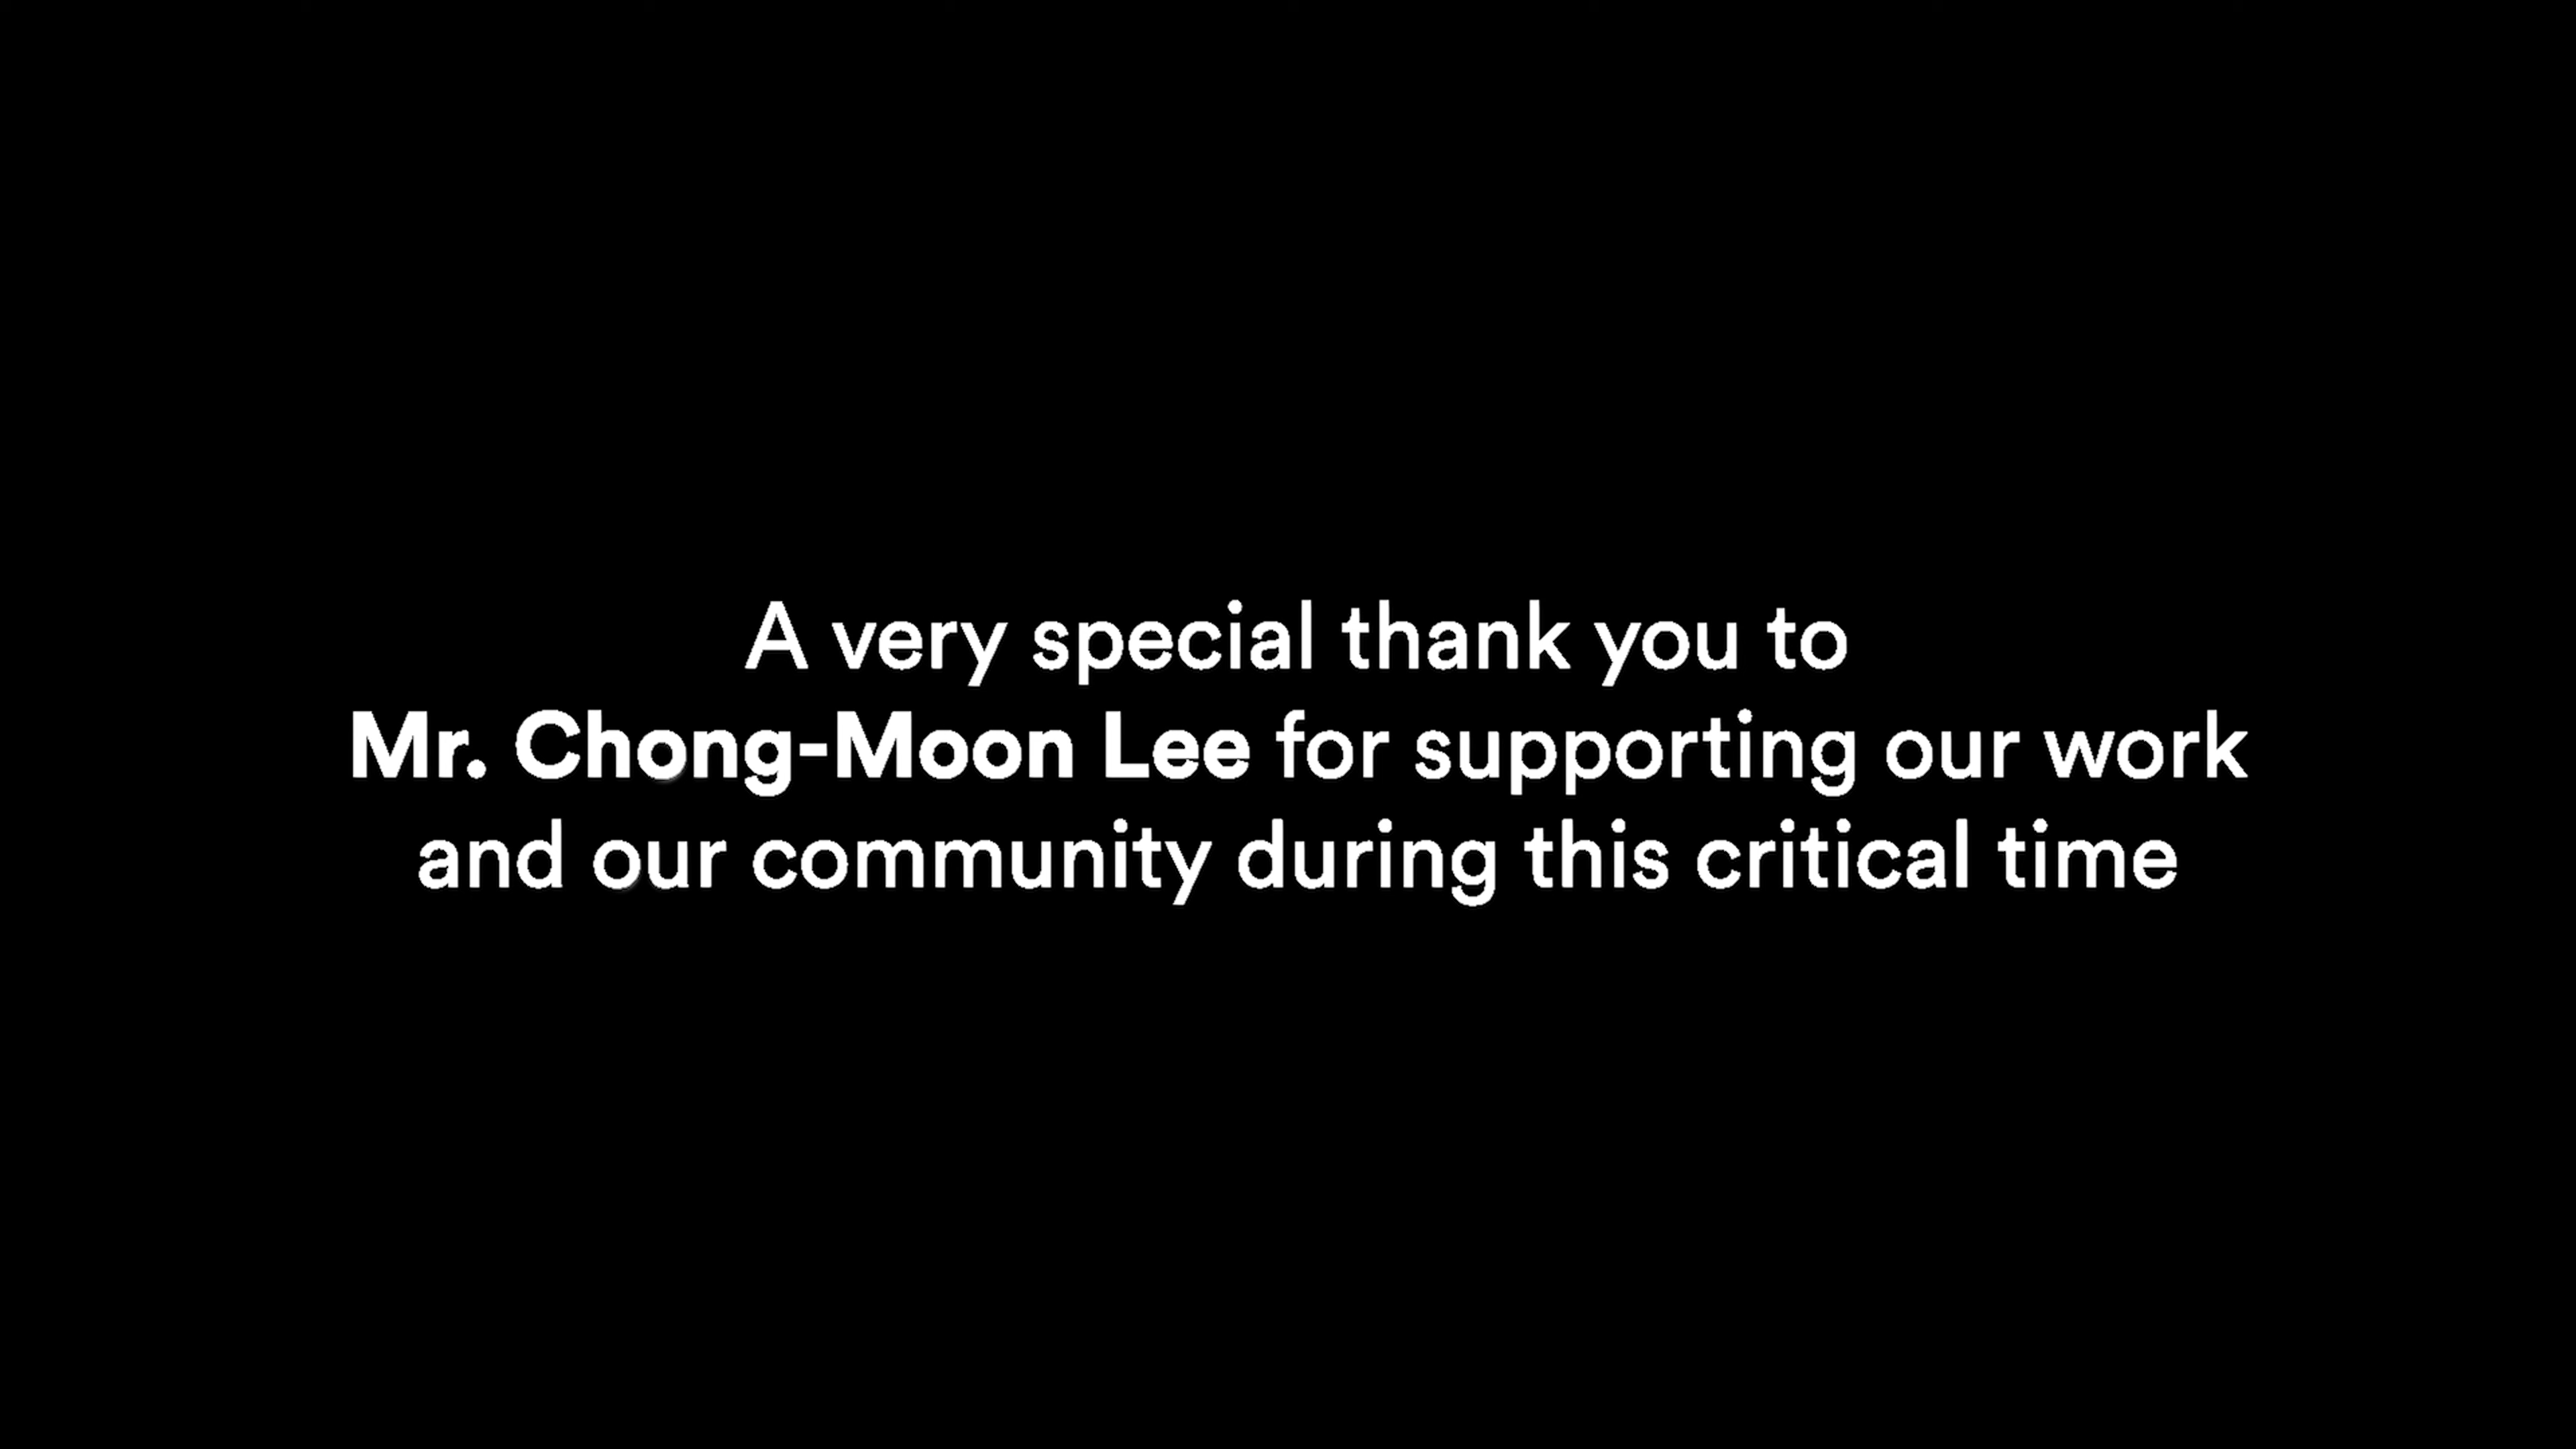 A very special thank you to
Mr. Chong-Moon Lee for supporting our work
and our community during this critical time